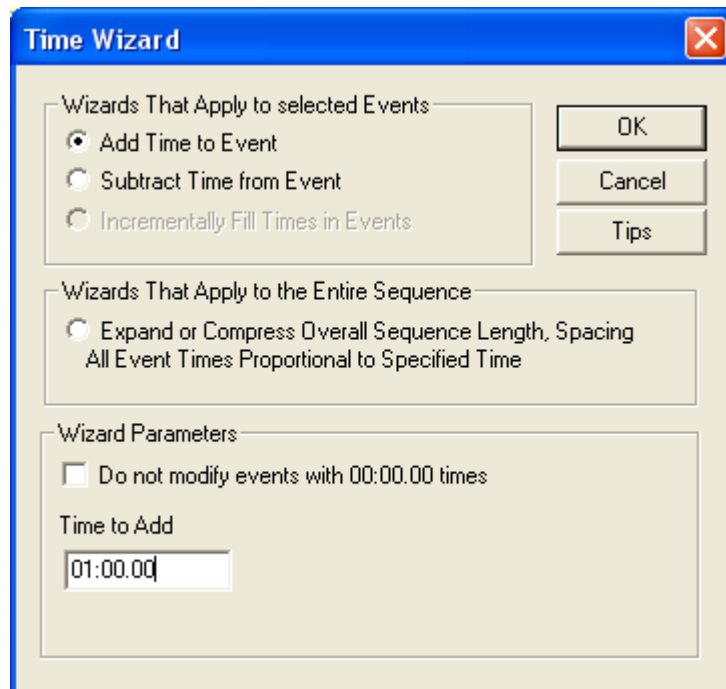 Time Wizard
Wizards That Apply to selected Events
Add Time to Event
Subtract Time from Event
Incrementally Fill Times in Events
OK
Cancel
Tips
Wizards That Apply to the Entire Sequence
Expand or Compress Overall Sequence Length, Spacing
All Event Times Proportional to Specified Time
Wizard Parameters
Do not modify events with 00:00.00 times
Time to Add
01:00.00